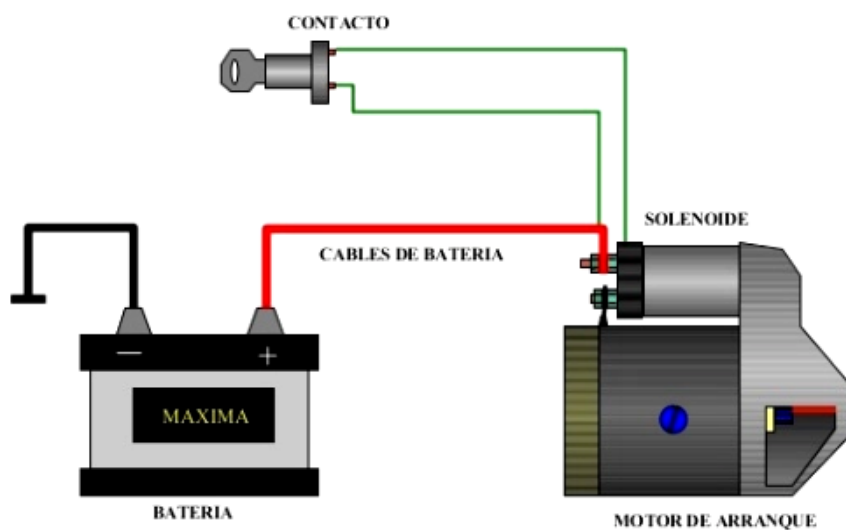 CONTACTO
SOLENOIDE
CABLES DE BATERIA
− +
MAXIMA
BATERIA
MOTOR DE ARRANQUE